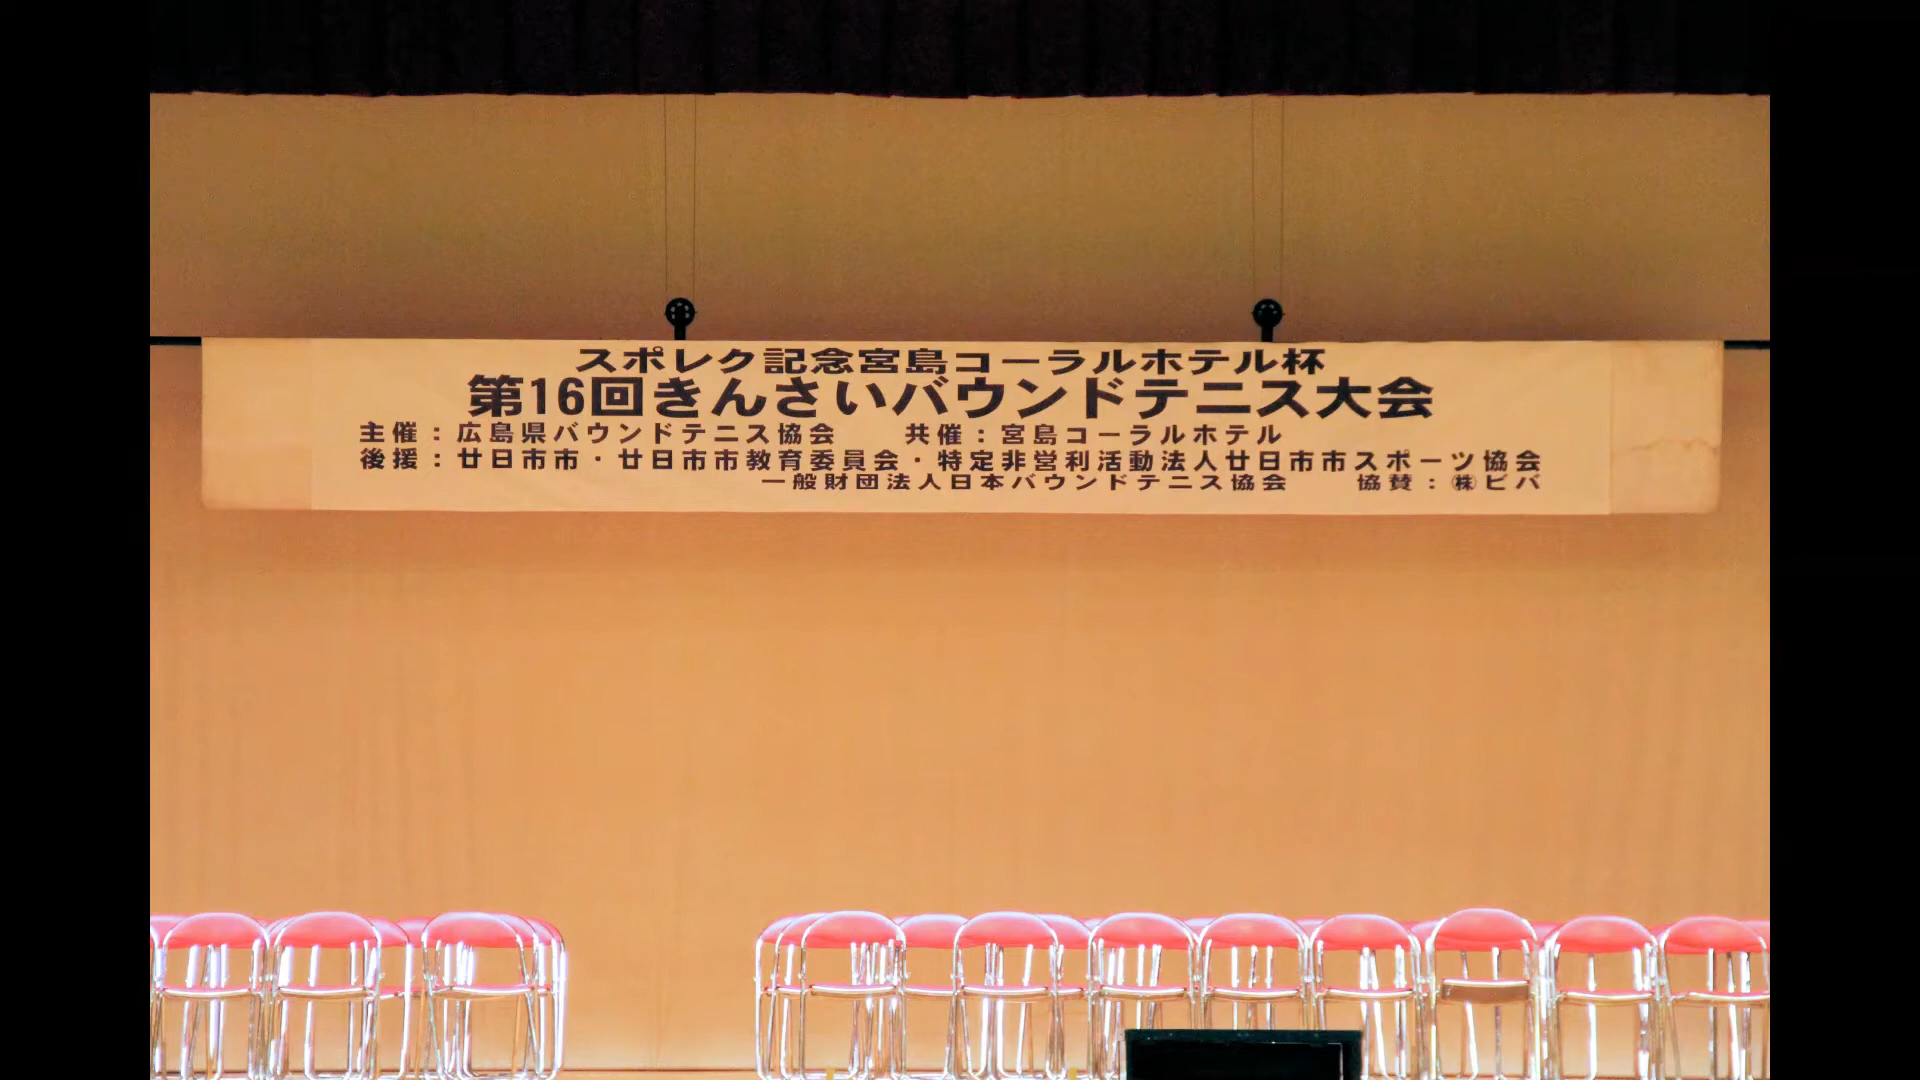 スポレク記念宮島コーラルホテル杯
第16回きんさいバウンドテニス大会
主催：広島県バウンドテニス協会　共催：宮島コーラルホテル
後援：廿日市市・廿日市市教育委員会・特定非営利活動法人廿日市市スポーツ協会
一般財団法人日本バウンドテニス協会　協賛：㈱ビバ